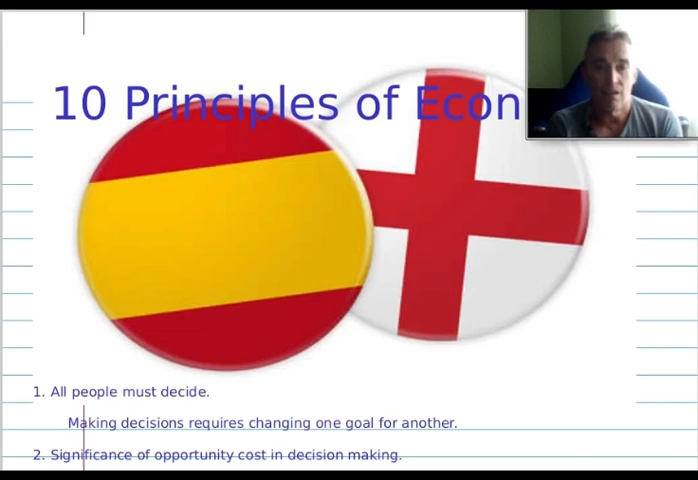 10 Principles of Econ
1. All people must decide.
Making decisions requires changing one goal for another.
2. Significance of opportunity cost in decision making.